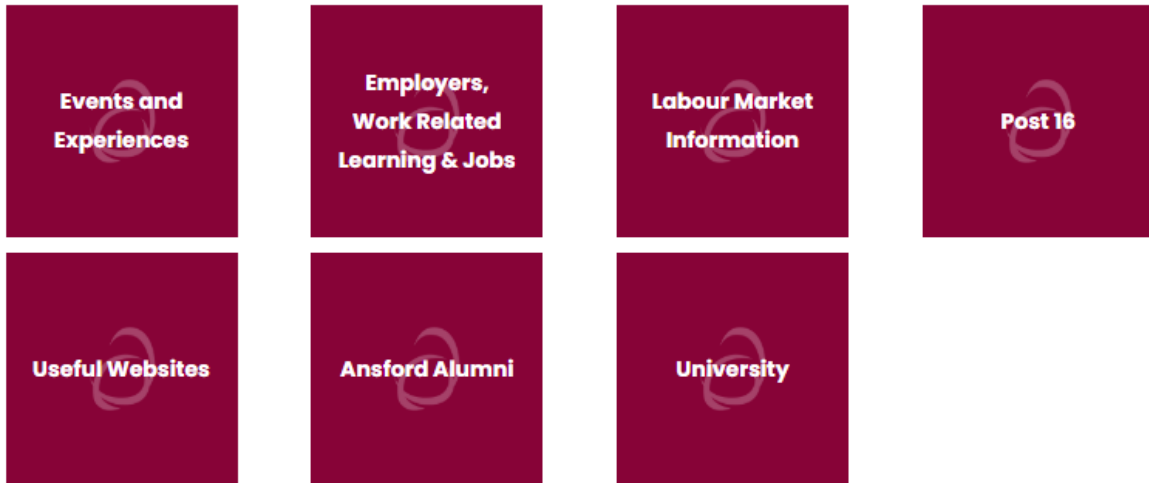 Events and
Experiences
Employers,
Work Related
Learning & Jobs
Labour Market
Information
Post 16
Useful Websites
Ansford Alumni
University